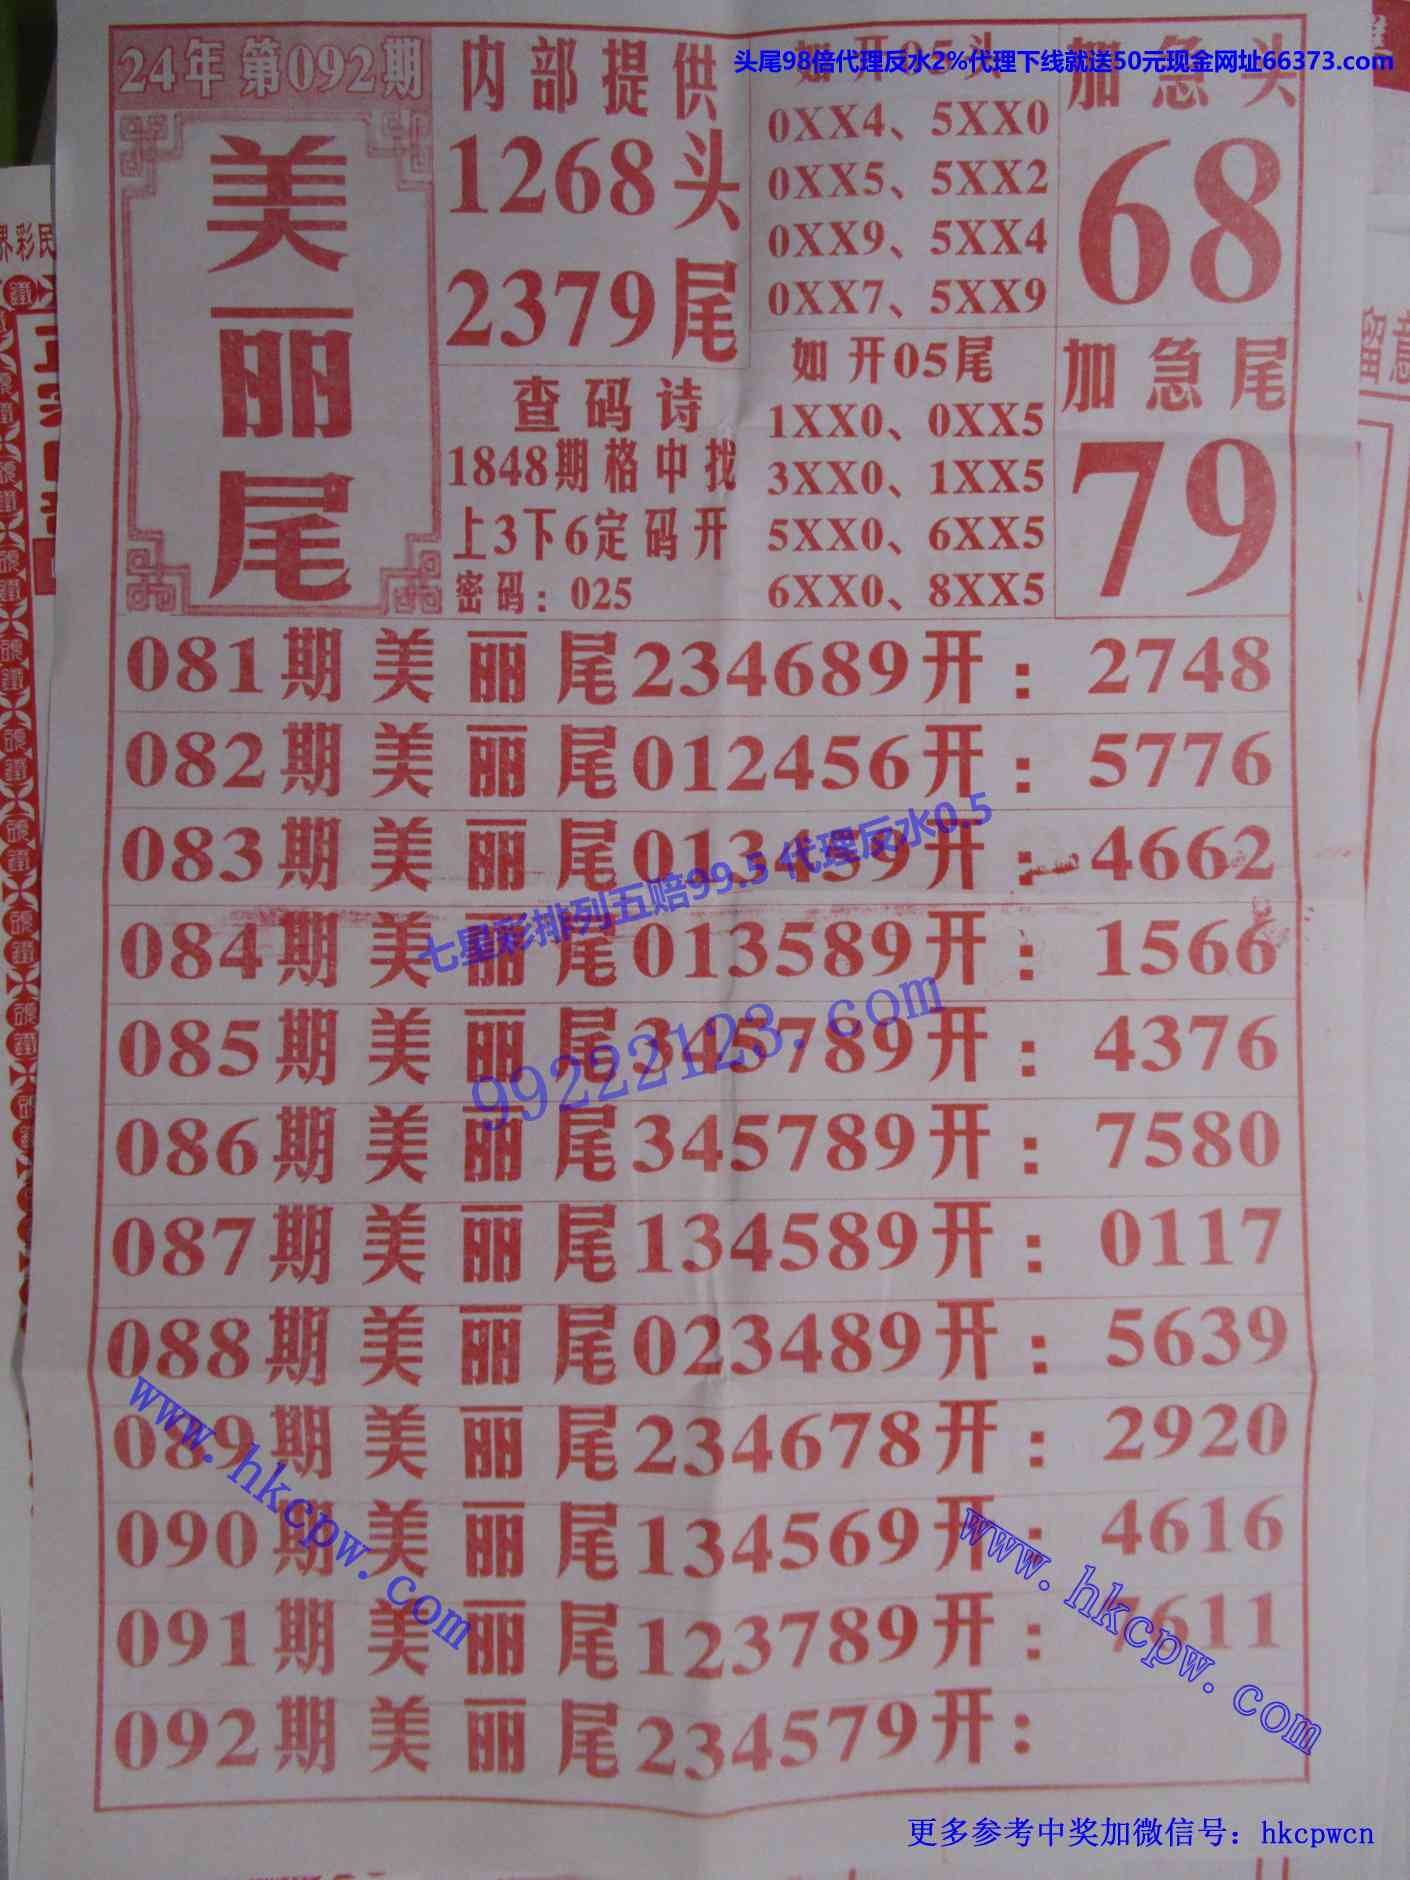 头尾98倍代理反水2%代理下线就送50元现金网址66373.com
24年 第092期
美丽尾
内部提供
1268头
2379尾
查码诗
1848期格中找
上3下6定码开
密码：025
如开05头
0XX4、5XX0
0XX5、5XX2
0XX9、5XX4
0XX7、5XX9
如开05尾
1XX0、0XX5
3XX0、1XX5
5XX0、6XX5
6XX0、8XX5
加急头
68
加急尾
79
081期美丽尾234689开：2748
082期美丽尾012456开：5776
083期美丽尾013459开：4662
084期美丽尾013589开：1566
085期美丽尾345789开：4376
086期美丽尾345789开：7580
087期美丽尾134589开：0117
088期美丽尾023489开：5639
089期美丽尾234678开：2920
090期美丽尾134569开：4616
091期美丽尾123789开：7611
092期美丽尾234579开：
七星彩排列五赔99.5 代理反水0.5
99222123.com
www.hkcpw.com
www.hkcpw.com
更多参考中奖加微信号：hkcpwcn
界彩民
留意